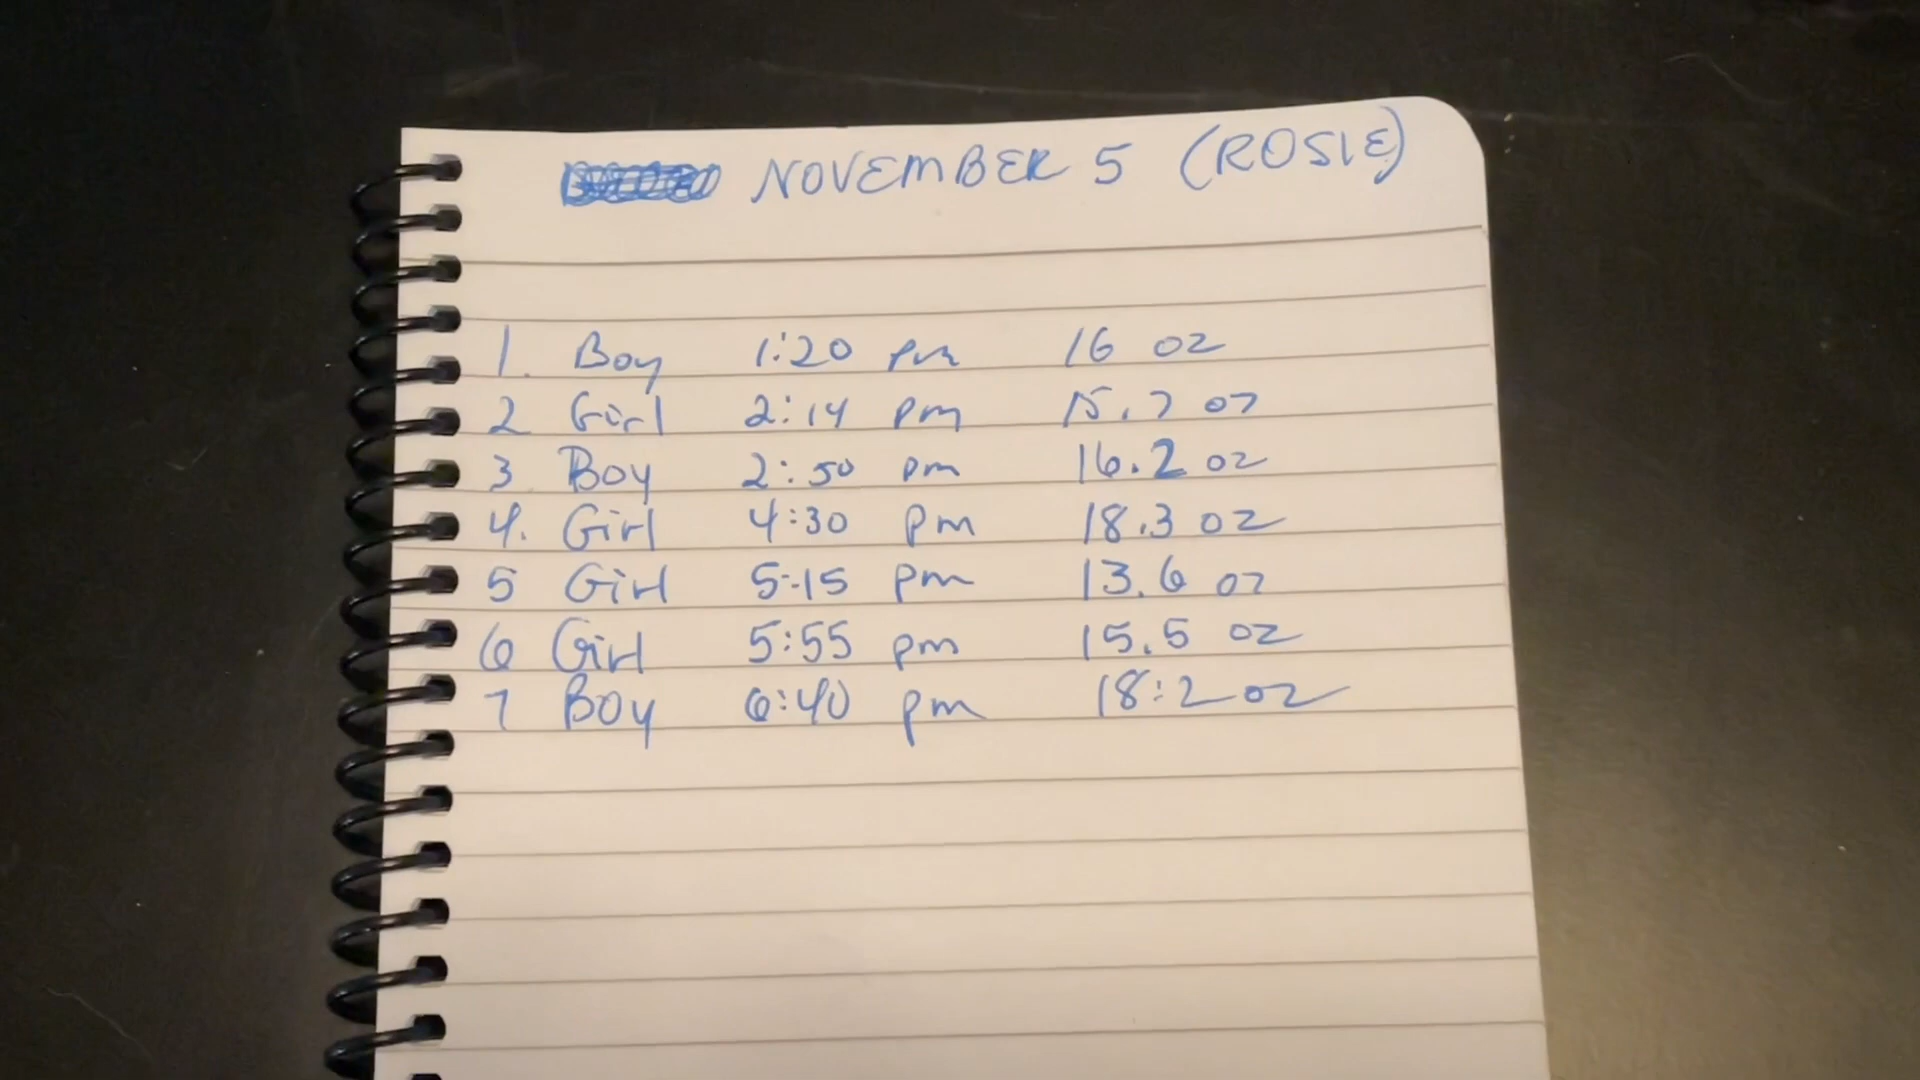 NOVEMBER 5 (ROSIE)
1. Boy 1:20 pm 16 oz
2 Girl 2:14 pm 15.7 oz
3 Boy 2:50 pm 16.2 oz
4. Girl 4:30 pm 18.3 oz
5 Girl 5:15 pm 13.6 oz
6 Girl 5:55 pm 15.5 oz
7 Boy 6:40 pm 18:2 oz